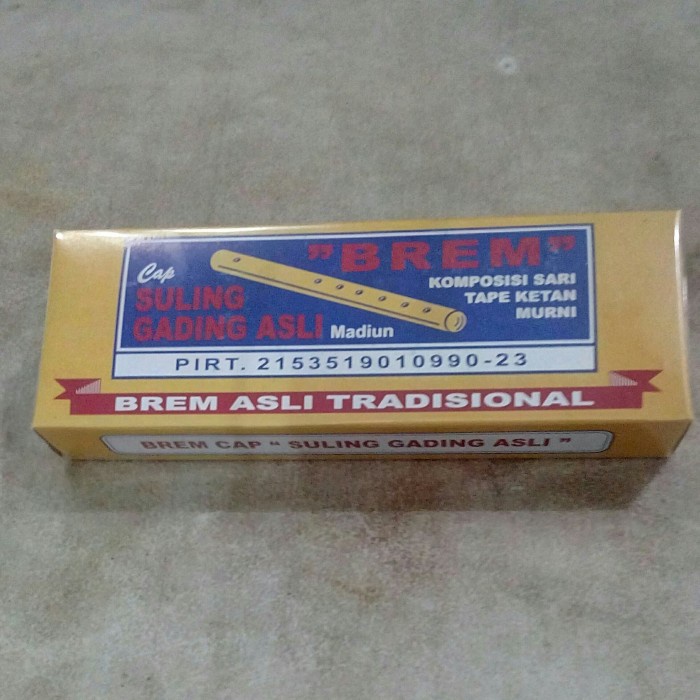 "BREM"
Cap
SULING
GADING ASLI Madiun
KOMPOSISI SARI
TAPE KETAN
MURNI
PIRT. 2153519010990-23
BREM ASLI TRADISIONAL
BREM CAP " SULING GADING ASLI "